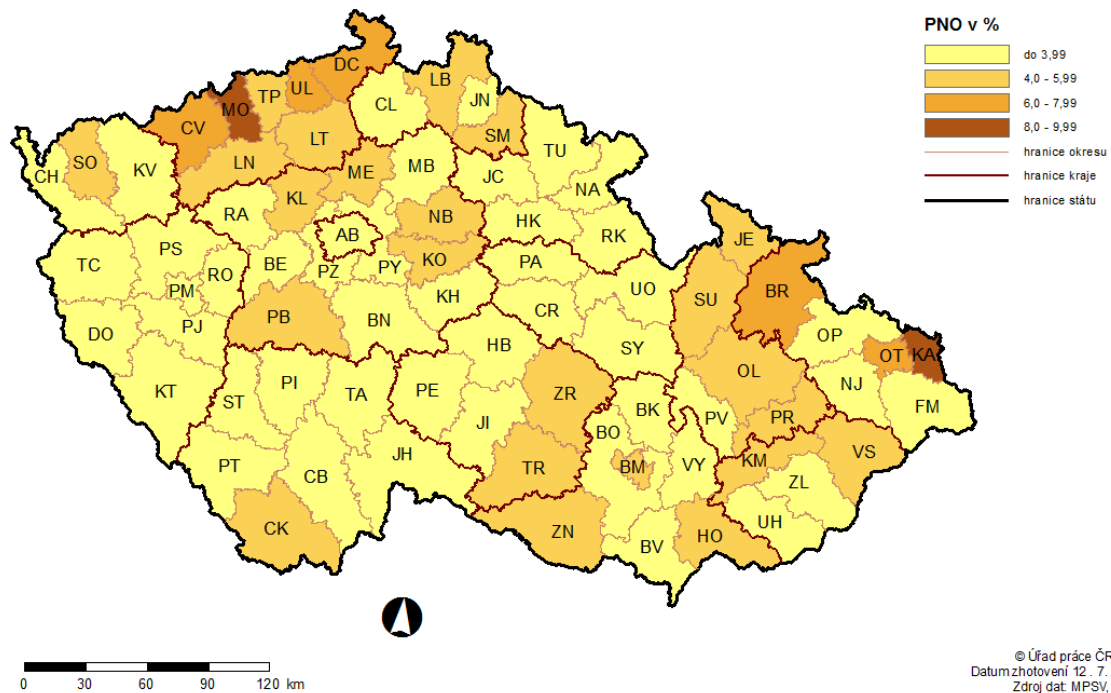 PNO v %
do 3,99
4,0 - 5,99
6,0 - 7,99
8,0 - 9,99
hranice okresu
hranice kraje
hranice státu
DC
LB
UL
TP
MO
JN
CL
CV
SM
LT
TU
LN
SO
KV
CH
ME
MB
JC
NA
KL
RA
NB
HK
RK
AB
JE
PS
KO
TC
RO
BE
PZ
PY
PA
PM
UO
BR
SU
KH
CR
PB
BN
DO
PJ
OP
HB
SY
OT
KA
OL
NJ
KT
PI
TA
PE
ZR
ST
FM
BK
PV
PR
JI
BO
VS
JH
TR
BM
VY
KM
PT
CB
ZL
CK
UH
ZN
HO
BV
0 30 60 90 120 km
© Úřad práce ČR
Datum zhotovení 12. 7.
Zdroj dat: MPSV,